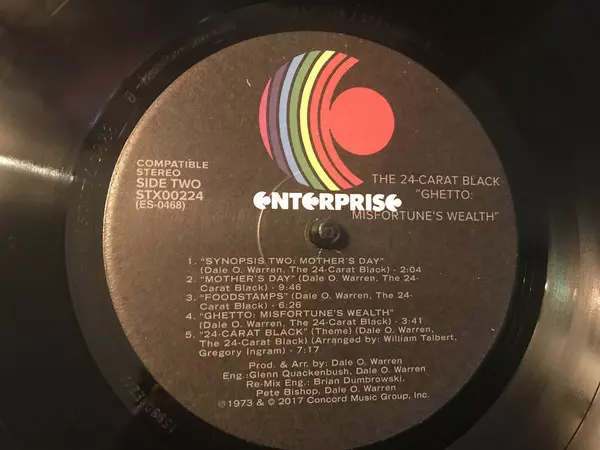 COMPATIBLE
STEREO
SIDE TWO
STX00224
(ES-0468)
ENTERPRISE
THE 24-CARAT BLACK
"GHETTO:
MISFORTUNE'S WEALTH"
1. "SYNOPSIS TWO: MOTHER'S DAY"
(Dale O. Warren, The 24-Carat Black) - 2:04
2. "MOTHER'S DAY" (Dale O. Warren, The 24-
Carat Black) - 9:46
3. "FOODSTAMPS" (Dale O. Warren, The 24-
Carat Black) - 6:26
4. "GHETTO: MISFORTUNE'S WEALTH"
(Dale O. Warren, The 24-Carat Black) - 3:41
5. "24-CARAT BLACK" (Theme) (Dale O. Warren,
The 24-Carat Black) (Arranged by: William Talbert,
Gregory Ingram) - 7:17
Prod. & Arr. by: Dale O. Warren
Eng.:Glenn Quackenbush, Dale O. Warren
Re-Mix Eng.: Brian Dumbrowski,
Pete Bishop, Dale O. Warren
℗1973 & © 2017 Concord Music Group, Inc.